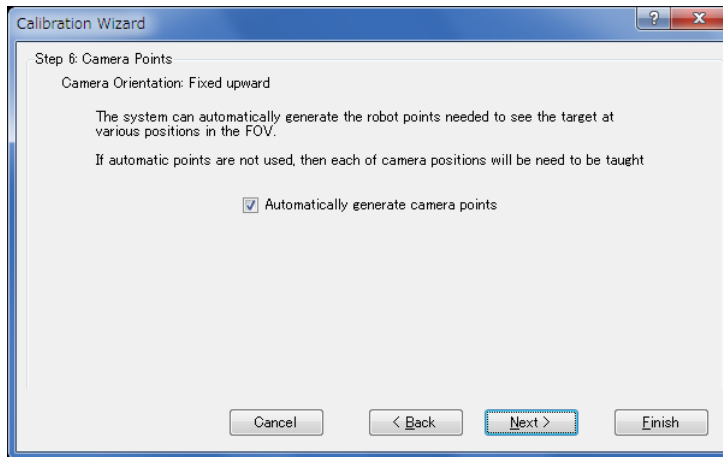 Calibration Wizard
?
X
Step 6: Camera Points
Camera Orientation: Fixed upward
The system can automatically generate the robot points needed to see the target at
various positions in the FOV.
If automatic points are not used, then each of camera positions will be need to be taught
Automatically generate camera points
Cancel
< Back
Next >
Finish